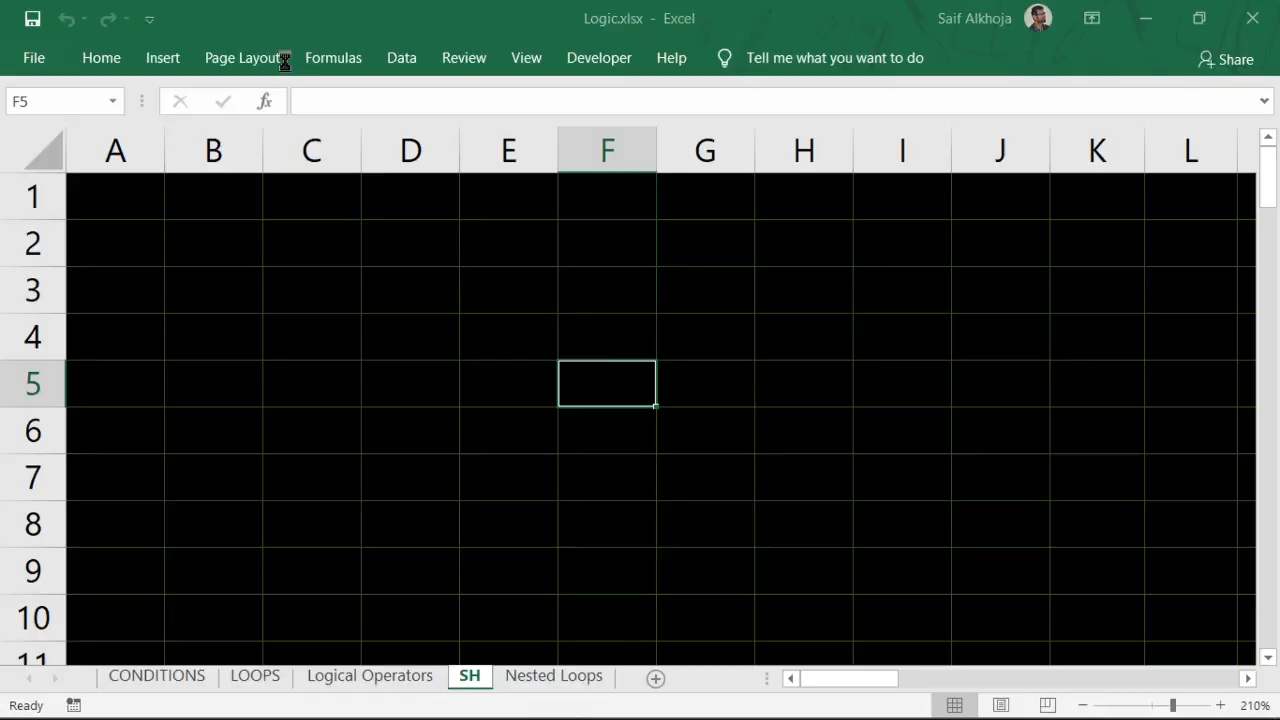 Logic.xlsx - Excel
Saif Alkhoja
File Home Insert Page Layout Formulas Data Review View Developer Help Tell me what you want to do Share
F5 fx
A B C D E F G H I J K L
1
2
3
4
5
6
7
8
9
10
11
CONDITIONS LOOPS Logical Operators SH Nested Loops
Ready 210%